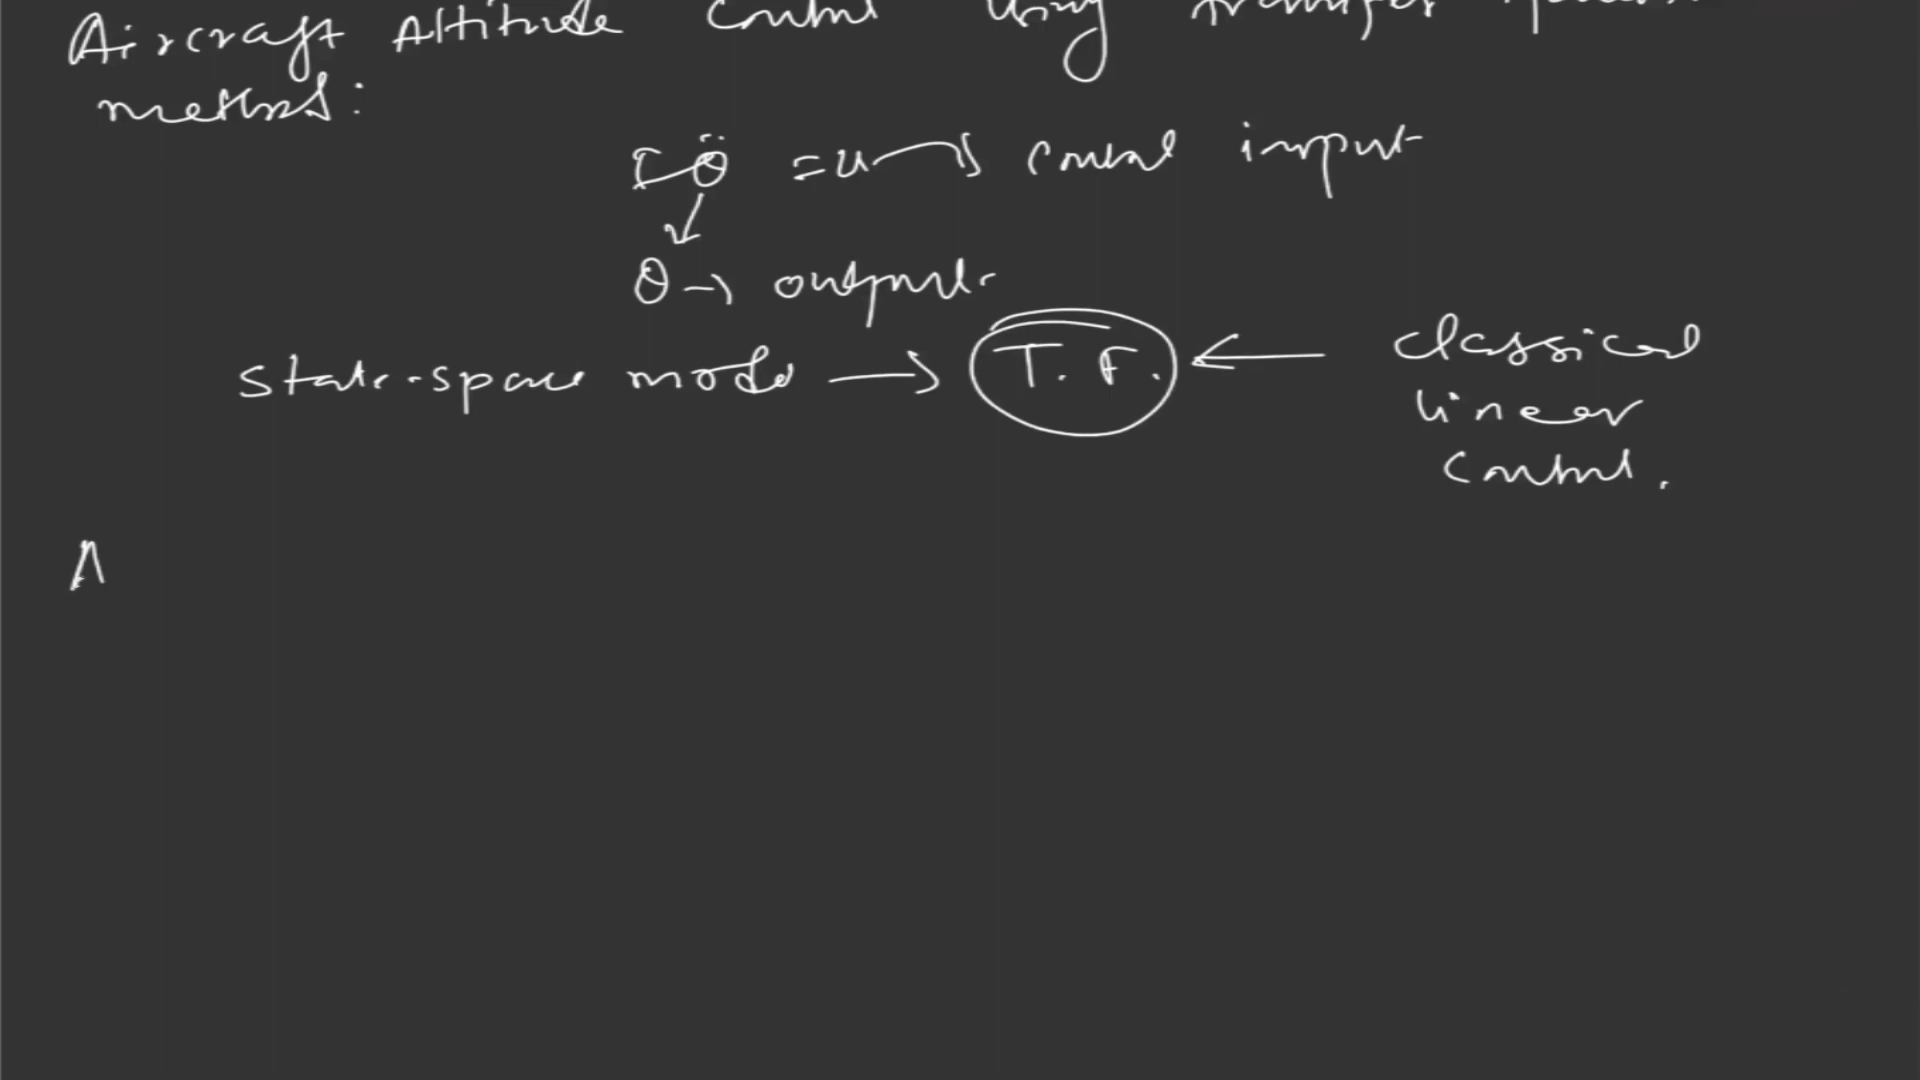 Aircraft Altitude Control using transfer function
method:
Iθ̈ = u → control input
↓
θ → output.
State-space model → T.F. ← classical
linear
control.
A